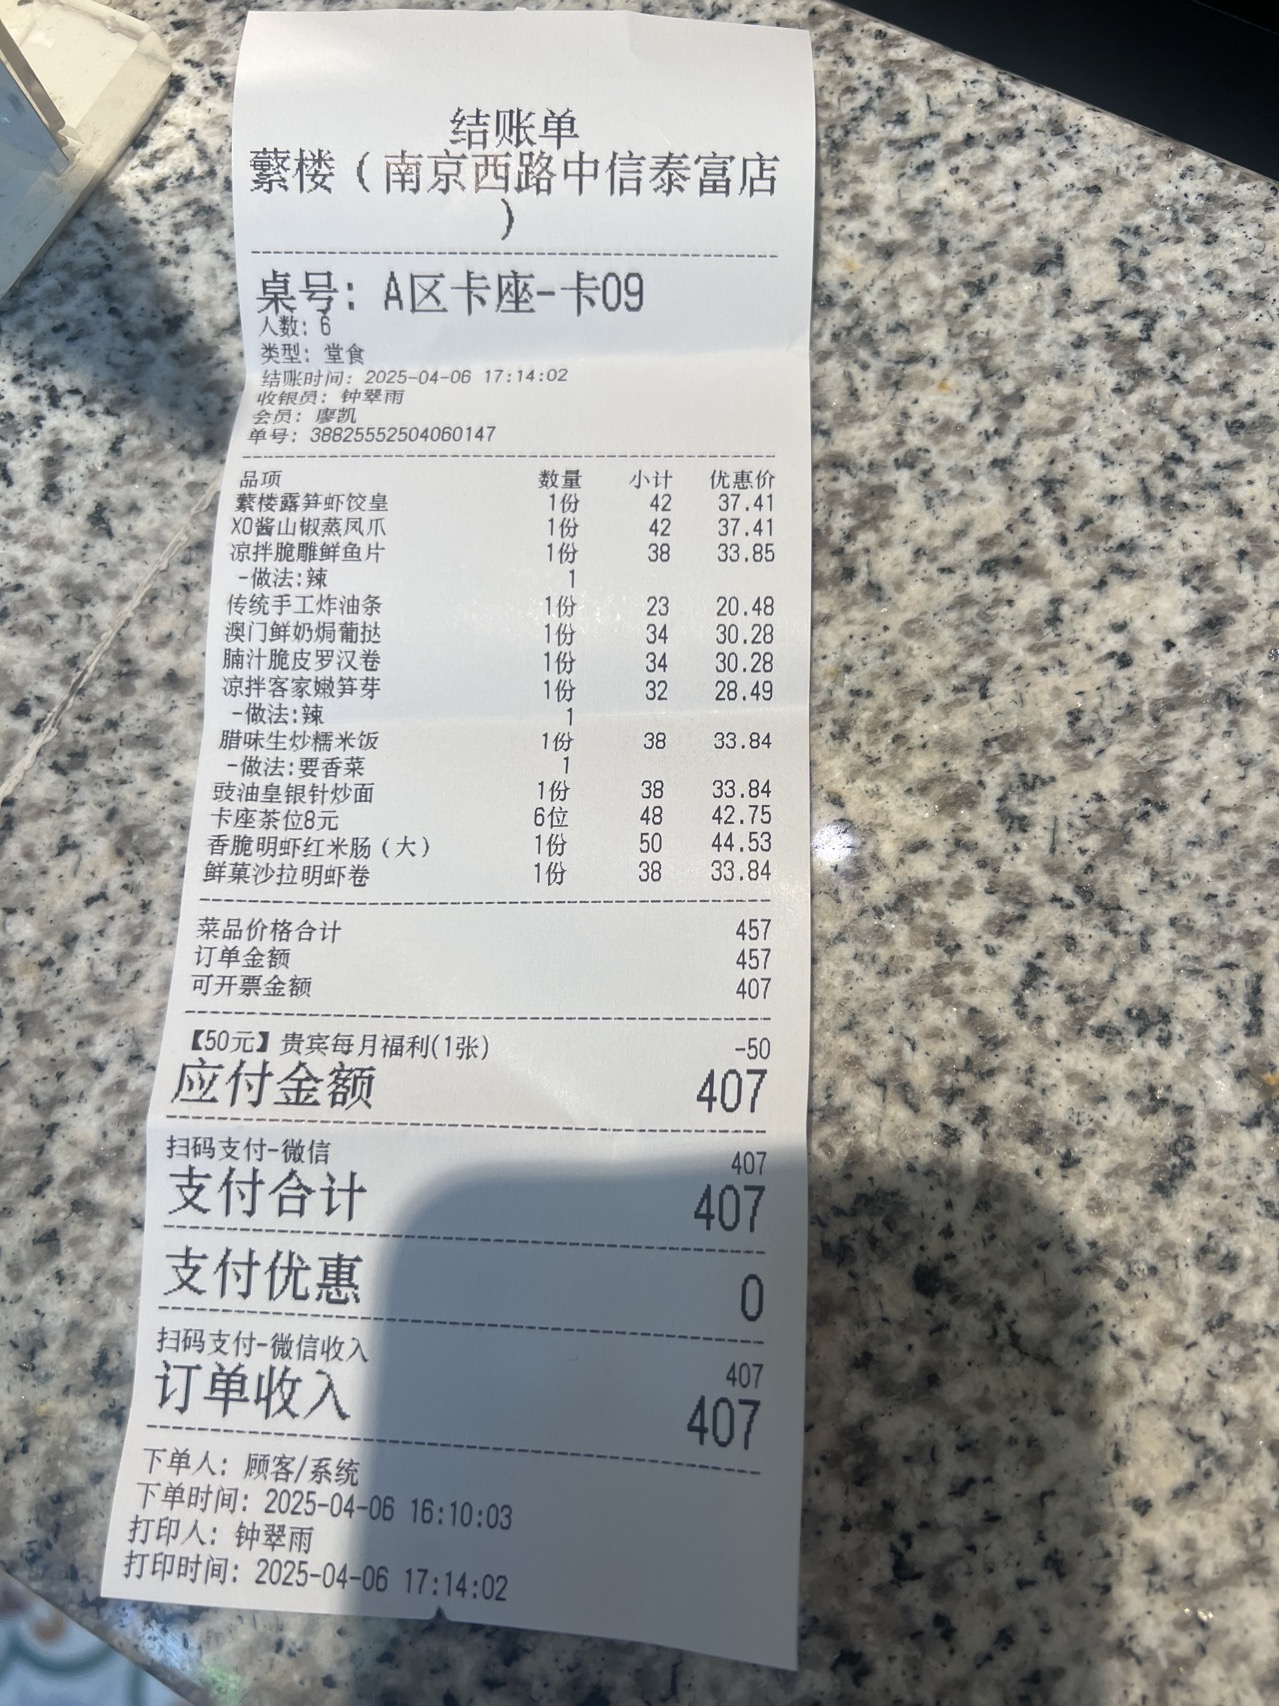 结账单
蘩楼（南京西路中信泰富店
）
桌号: A区卡座-卡09
人数: 6
类型: 堂食
结账时间: 2025-04-06 17:14:02
收银员: 钟翠雨
会员: 廖凯
单号: 38825552504060147
品项 数量 小计 优惠价
蘩楼露笋虾饺皇 1份 42 37.41
XO酱山椒蒸凤爪 1份 42 37.41
凉拌脆雕鲜鱼片 1份 38 33.85
-做法:辣 1
传统手工炸油条 1份 23 20.48
澳门鲜奶焗葡挞 1份 34 30.28
腩汁脆皮罗汉卷 1份 34 30.28
凉拌客家嫩笋芽 1份 32 28.49
-做法:辣 1
腊味生炒糯米饭 1份 38 33.84
-做法:要香菜 1
豉油皇银针炒面 1份 38 33.84
卡座茶位8元 6位 48 42.75
香脆明虾红米肠（大） 1份 50 44.53
鲜菓沙拉明虾卷 1份 38 33.84
菜品价格合计 457
订单金额 457
可开票金额 407
【50元】贵宾每月福利(1张) -50
应付金额 407
扫码支付-微信 407
支付合计 407
支付优惠 0
扫码支付-微信收入 407
订单收入 407
下单人: 顾客/系统
下单时间: 2025-04-06 16:10:03
打印人: 钟翠雨
打印时间: 2025-04-06 17:14:02